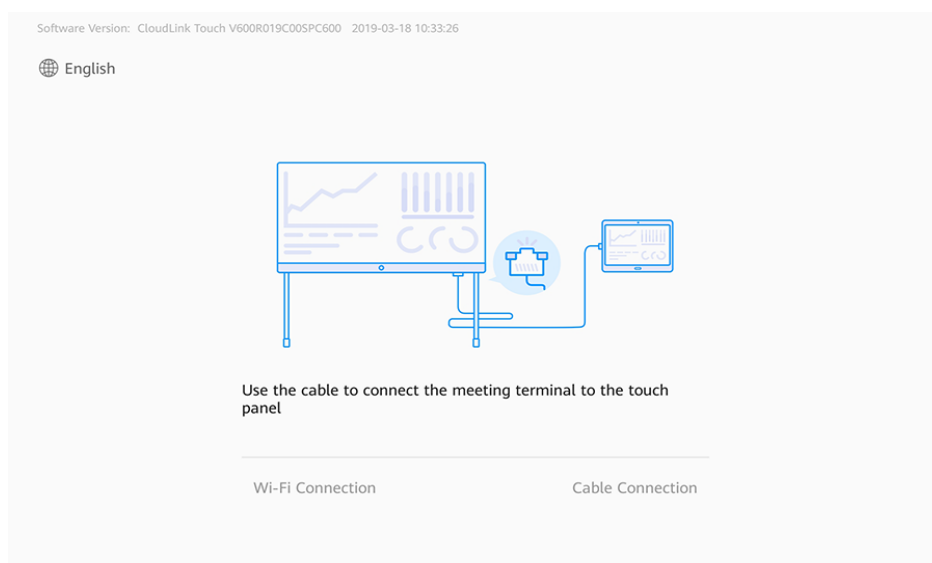 Software Version: CloudLink Touch V600R019C00SPC600 2019-03-18 10:33:26
English
Use the cable to connect the meeting terminal to the touch
panel
Wi-Fi Connection
Cable Connection